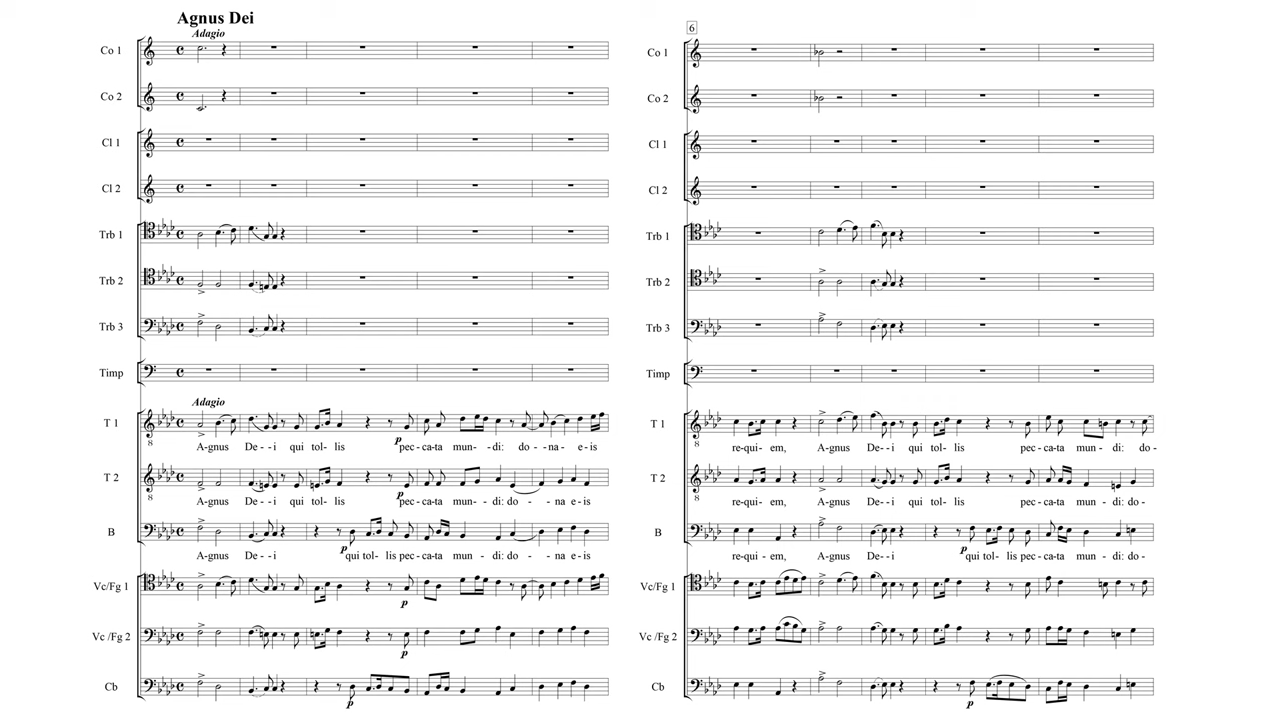 Agnus Dei
Adagio
Co 1
Co 2
Cl 1
Cl 2
Trb 1
Trb 2
Trb 3
Timp
Adagio
T 1
8
A-gnus De--i qui tol-lis pec-ca-ta mun--di: do--na-e-is
p
T 2
8
A-gnus De--i qui tol-lis pec-ca-ta mun--di: do--na e-is
p
B
p
A-gnus De--i qui tol-lis pec-ca-ta mun--di: do--na e-is
Vc/Fg 1
p
Vc /Fg 2
p
Cb
p
6
Co 1
Co 2
Cl 1
Cl 2
Trb 1
Trb 2
Trb 3
Timp
T 1
8
re-qui-em, A-gnus De--i qui tol-lis pec-ca-ta mun-di: do-
T 2
8
re-qui-em, A-gnus De--i qui tol-lis pec-ca-ta mun-di: do-
B
p
re-qui-em, A-gnus De--i qui tol-lis pec-ca-ta mun-di: do-
Vc/Fg 1
Vc /Fg 2
Cb
p